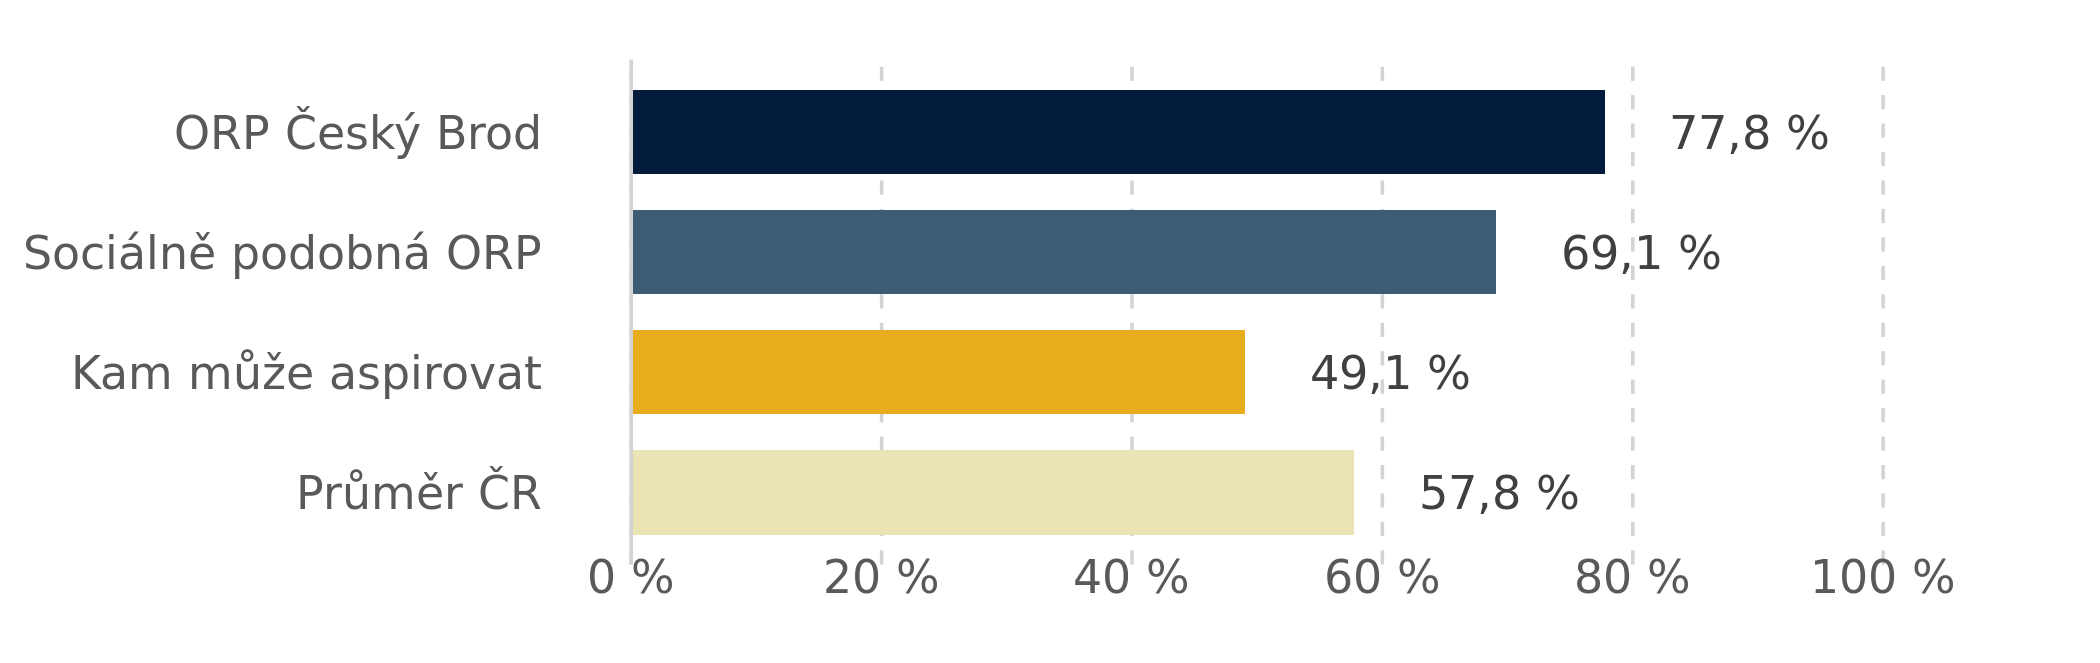 ORP Český Brod 77,8 %
Sociálně podobná ORP 69,1 %
Kam může aspirovat 49,1 %
Průměr ČR 57,8 %
0 % 20 % 40 % 60 % 80 % 100 %